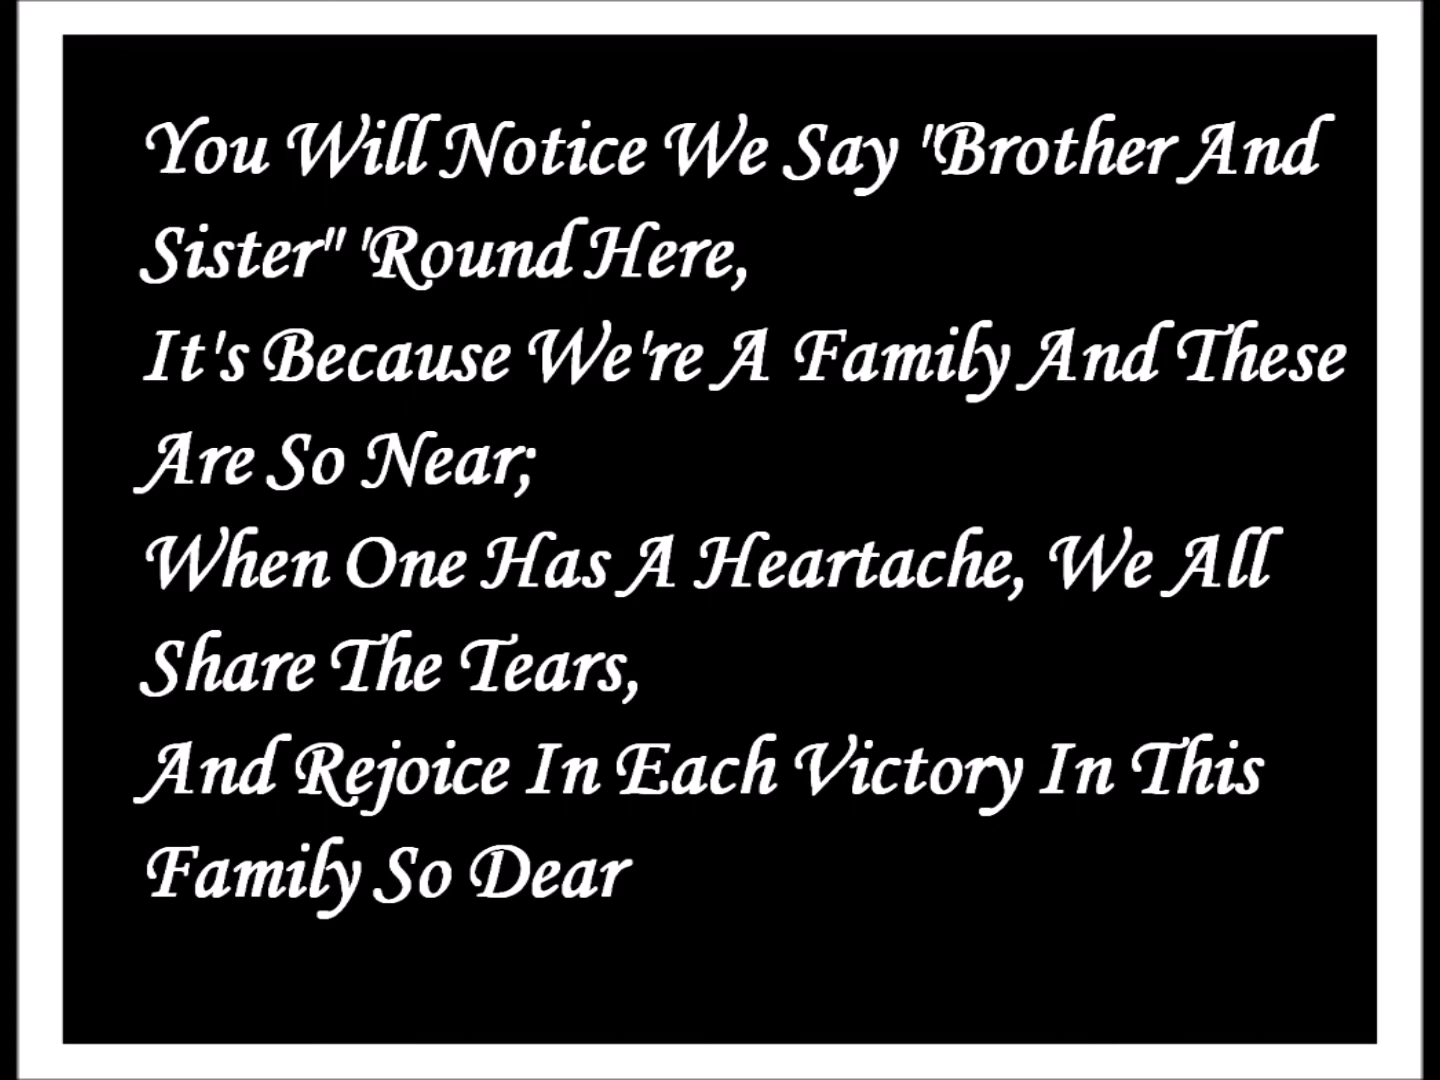 You Will Notice We Say "Brother And
Sister" 'Round Here,
It's Because We're A Family And These
Are So Near;
When One Has A Heartache, We All
Share The Tears,
And Rejoice In Each Victory In This
Family So Dear